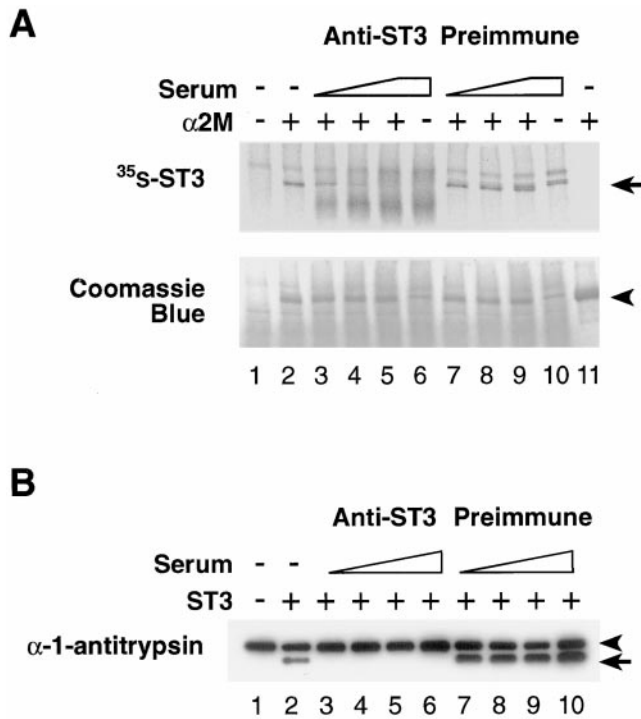 A
Anti-ST3 Preimmune
Serum - - -
α2M - + + + + - + + + - +
³⁵S-ST3
Coomassie
Blue
1 2 3 4 5 6 7 8 9 10 11
B
Anti-ST3 Preimmune
Serum - -
ST3 - + + + + + + + + +
α-1-antitrypsin
1 2 3 4 5 6 7 8 9 10